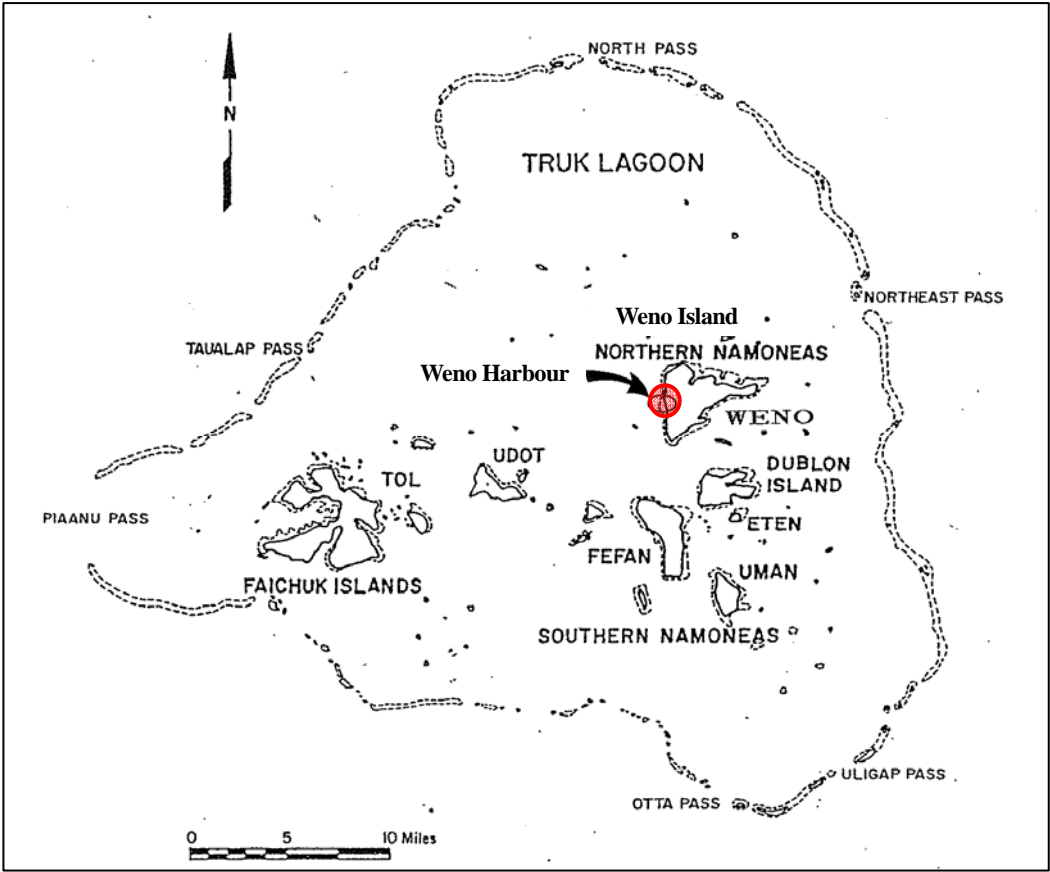 NORTH PASS
N
TRUK LAGOON
NORTHEAST PASS
Weno Island
TAUALAP PASS
NORTHERN NAMONEAS
Weno Harbour
WENO
UDOT
TOL
DUBLON
ISLAND
PIAANU PASS
ETEN
FEFAN
UMAN
FAICHUK ISLANDS
SOUTHERN NAMONEAS
ULIGAP PASS
OTTA PASS
0 5 10 Miles